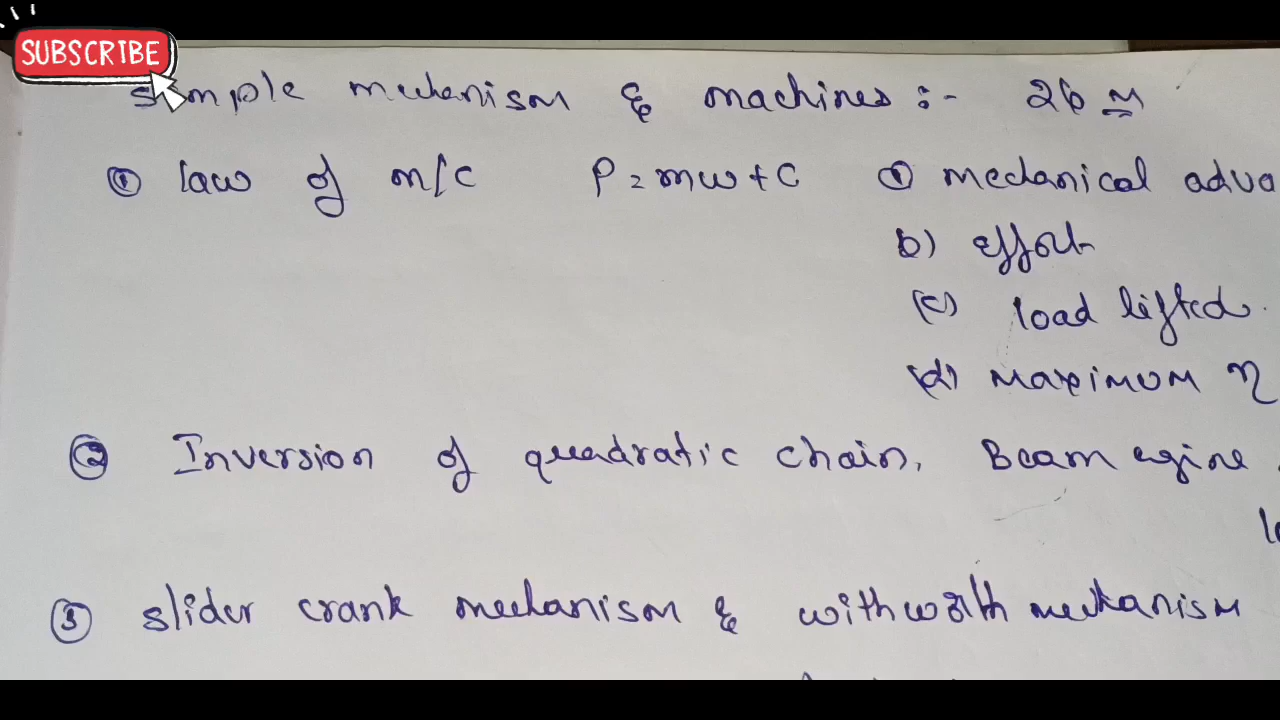 SUBSCRIBE
simple mechanism & machines :- 26 M
① law of m/c P=mw+c ① mechanical adva
b) effort
(c) load lifted.
(d) maximum η
② Inversion of quadratic chain, Beam egine
③ slider crank mechanism & withworth mechanism